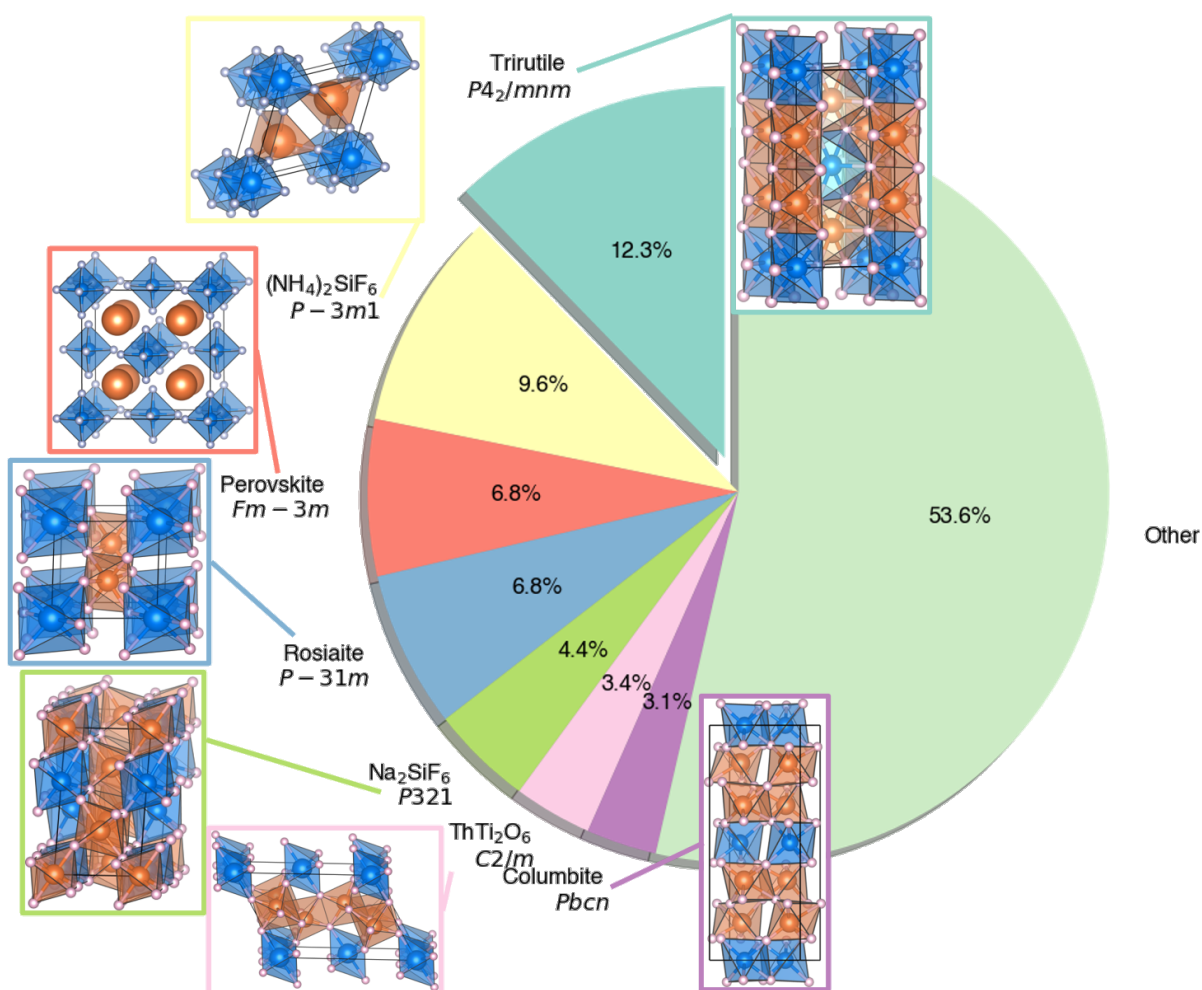 Trirutile
P4₂/mnm
12.3%
(NH₄)₂SiF₆
P − 3m1
9.6%
Perovskite
Fm − 3m
6.8%
53.6%
Other
Rosiaite
P − 31m
6.8%
4.4%
3.4%
3.1%
Na₂SiF₆
P321
ThTi₂O₆
C2/m
Columbite
Pbcn